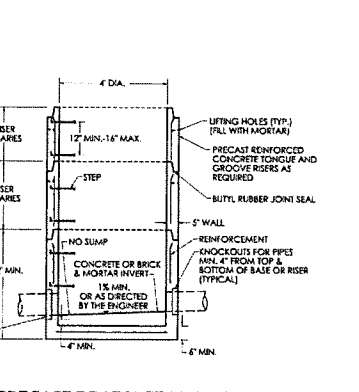 4' DIA.
LIFTING HOLES (TYP.)
(FILL WITH MORTAR)
ISER
ARIES
12" MIN.-16" MAX.
PRECAST REINFORCED
CONCRETE TONGUE AND
GROOVE RISERS AS
REQUIRED
STEP
ISER
ARIES
BUTYL RUBBER JOINT SEAL
5" WALL
NO SUMP
REINFORCEMENT
CONCRETE OR BRICK
& MORTAR INVERT
KNOCKOUTS FOR PIPES
MIN. 4" FROM TOP &
BOTTOM OF BASE OR RISER
(TYPICAL)
MIN.
1% MIN.
OR AS DIRECTED
BY THE ENGINEER
4" MIN.
6" MIN.